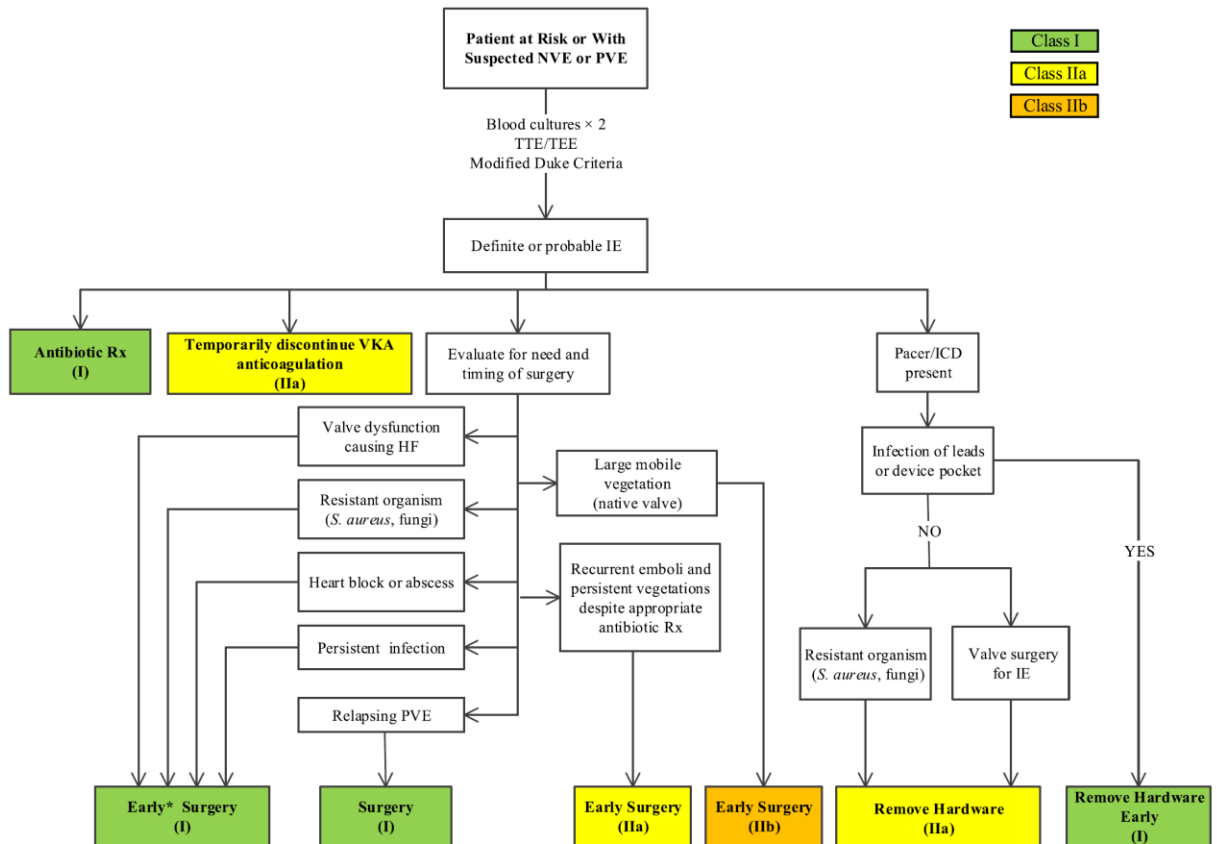 Patient at Risk or With
Suspected NVE or PVE
Class I
Class IIa
Class IIb
Blood cultures × 2
TTE/TEE
Modified Duke Criteria
Definite or probable IE
Antibiotic Rx
(I)
Temporarily discontinue VKA
anticoagulation
(IIa)
Evaluate for need and
timing of surgery
Pacer/ICD
present
Valve dysfunction
causing HF
Large mobile
vegetation
(native valve)
Infection of leads
or device pocket
Resistant organism
(S. aureus, fungi)
NO
YES
Heart block or abscess
Recurrent emboli and
persistent vegetations
despite appropriate
antibiotic Rx
Persistent infection
Resistant organism
(S. aureus, fungi)
Valve surgery
for IE
Relapsing PVE
Early* Surgery
(I)
Surgery
(I)
Early Surgery
(IIa)
Early Surgery
(IIb)
Remove Hardware
(IIa)
Remove Hardware
Early
(I)